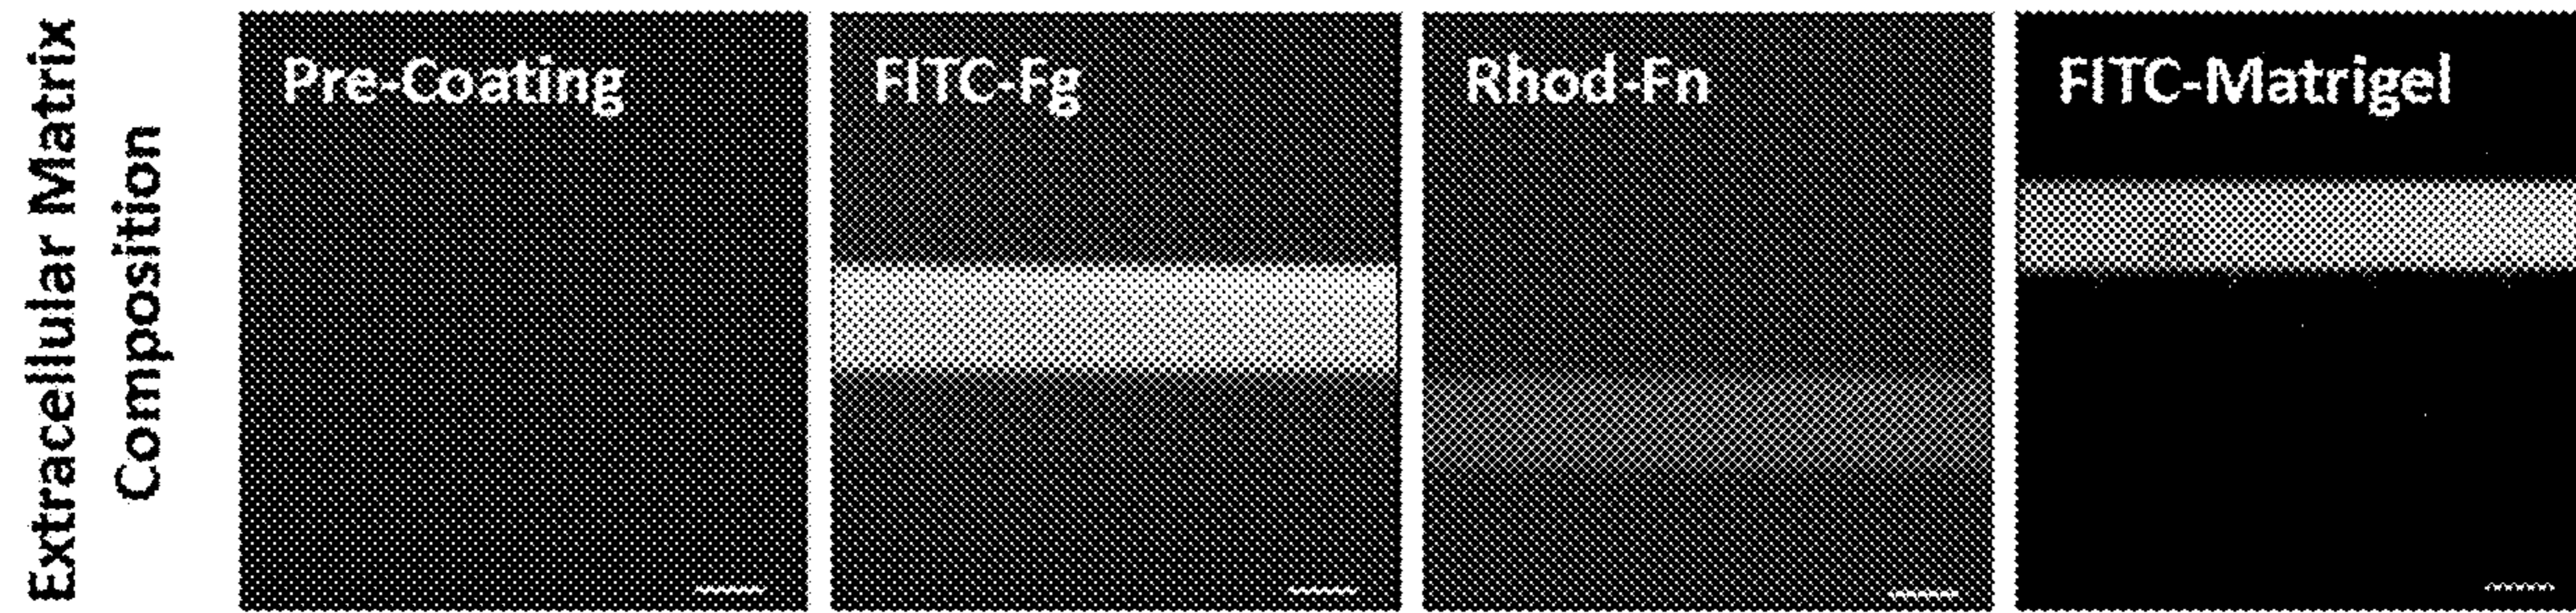 Extracellular Matrix
Composition
Pre-Coating
FITC-Fg
Rhod-Fn
FITC-Matrigel